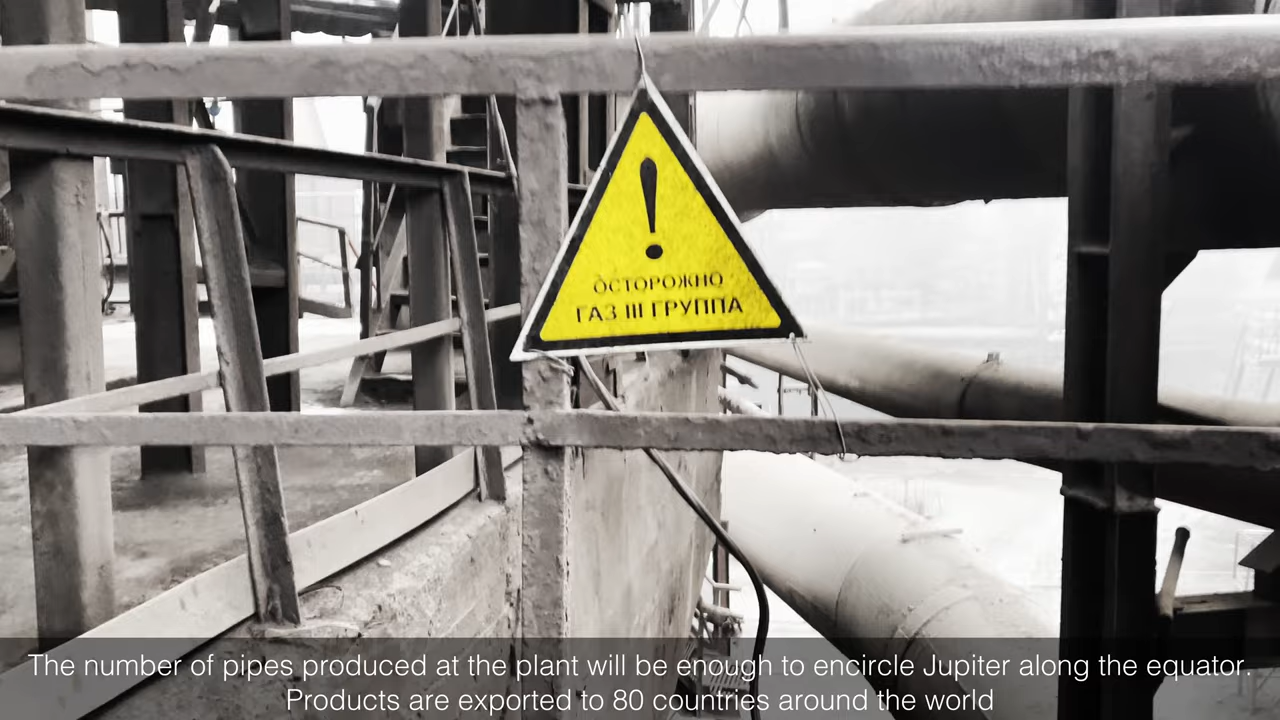 ОСТОРОЖНО
ГАЗ III ГРУППА
The number of pipes produced at the plant will be enough to encircle Jupiter along the equator.
Products are exported to 80 countries around the world